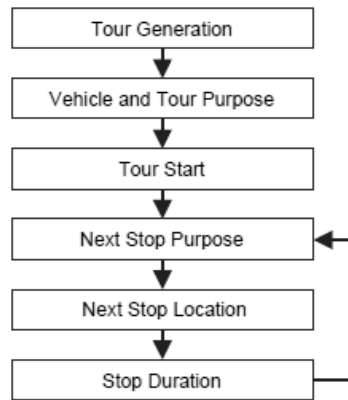 Tour Generation
Vehicle and Tour Purpose
Tour Start
Next Stop Purpose
Next Stop Location
Stop Duration